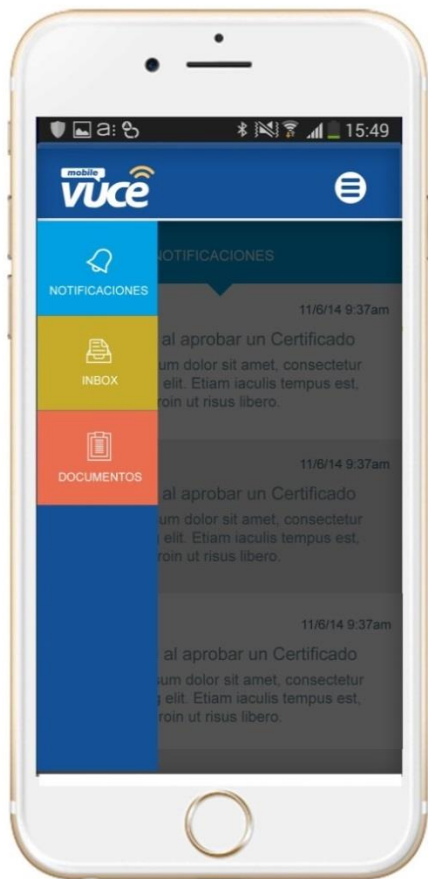 a:
15:49
mobile
vuce
NOTIFICACIONES
INBOX
DOCUMENTOS
NOTIFICACIONES
11/6/14 9:37am
al aprobar un Certificado
um dolor sit amet, consectetur
elit. Etiam iaculis tempus est,
roin ut risus libero.
11/6/14 9:37am
al aprobar un Certificado
um dolor sit amet, consectetur
elit. Etiam iaculis tempus est,
roin ut risus libero.
11/6/14 9:37am
al aprobar un Certificado
sum dolor sit amet, consectetur
elit. Etiam iaculis tempus est,
roin ut risus libero.